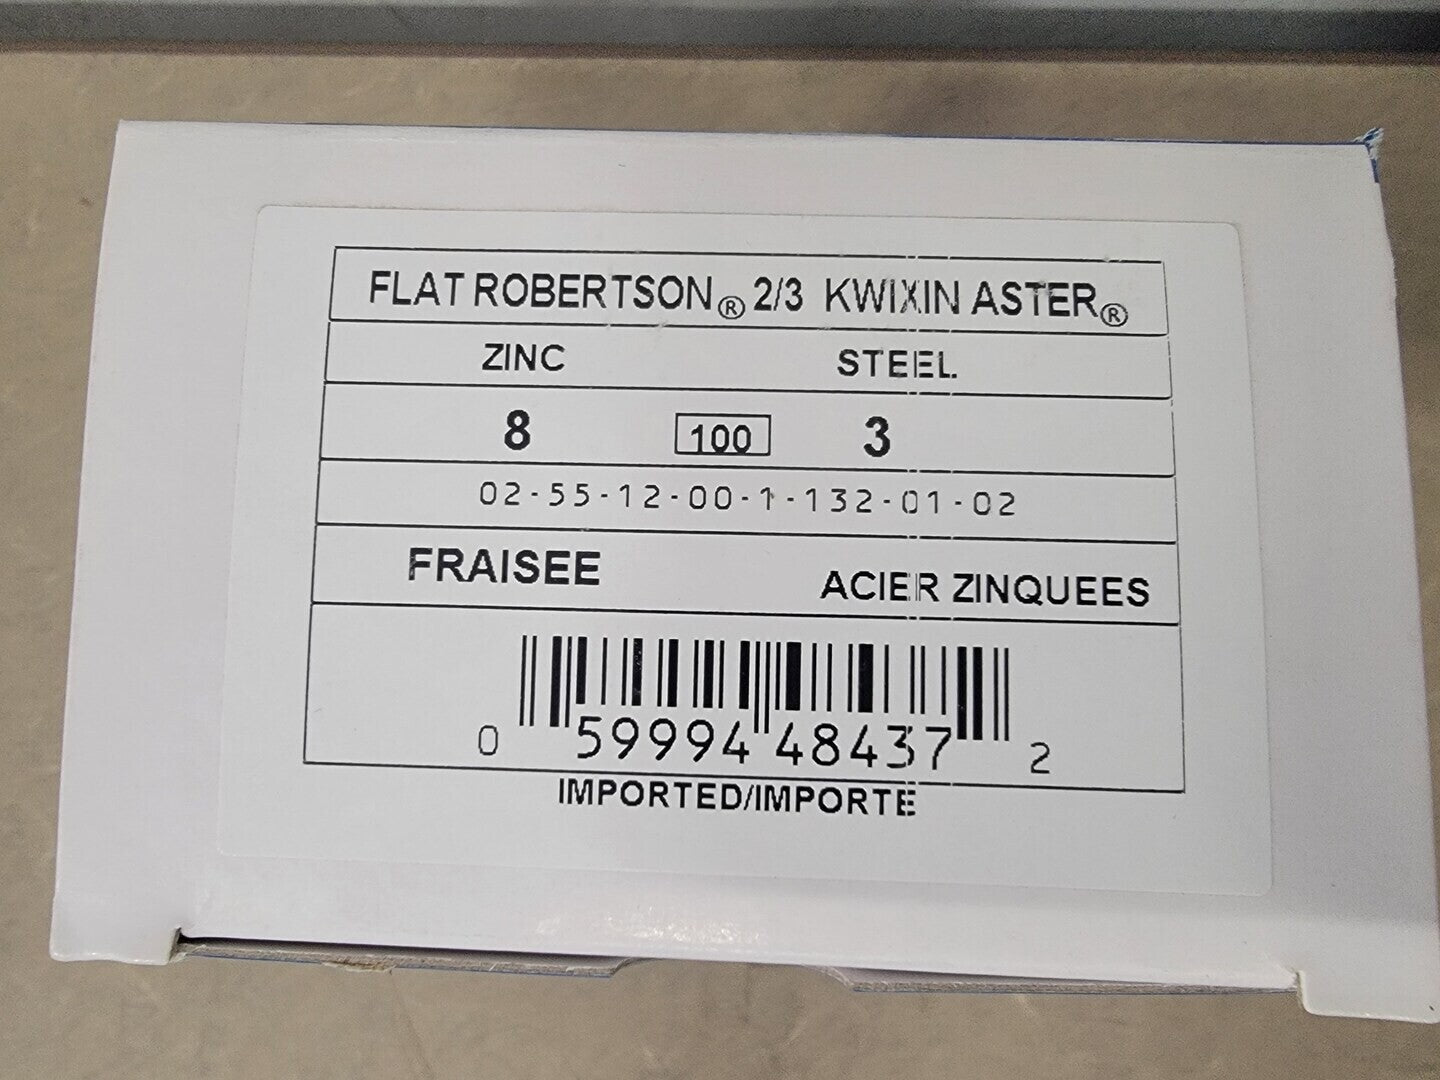 FLAT ROBERTSON® 2/3 KWIXIN ASTER®
ZINC STEEL
8 100 3
02-55-12-00-1-132-01-02
FRAISEE ACIER ZINQUEES
0 59994 48437 2
IMPORTED/IMPORTE